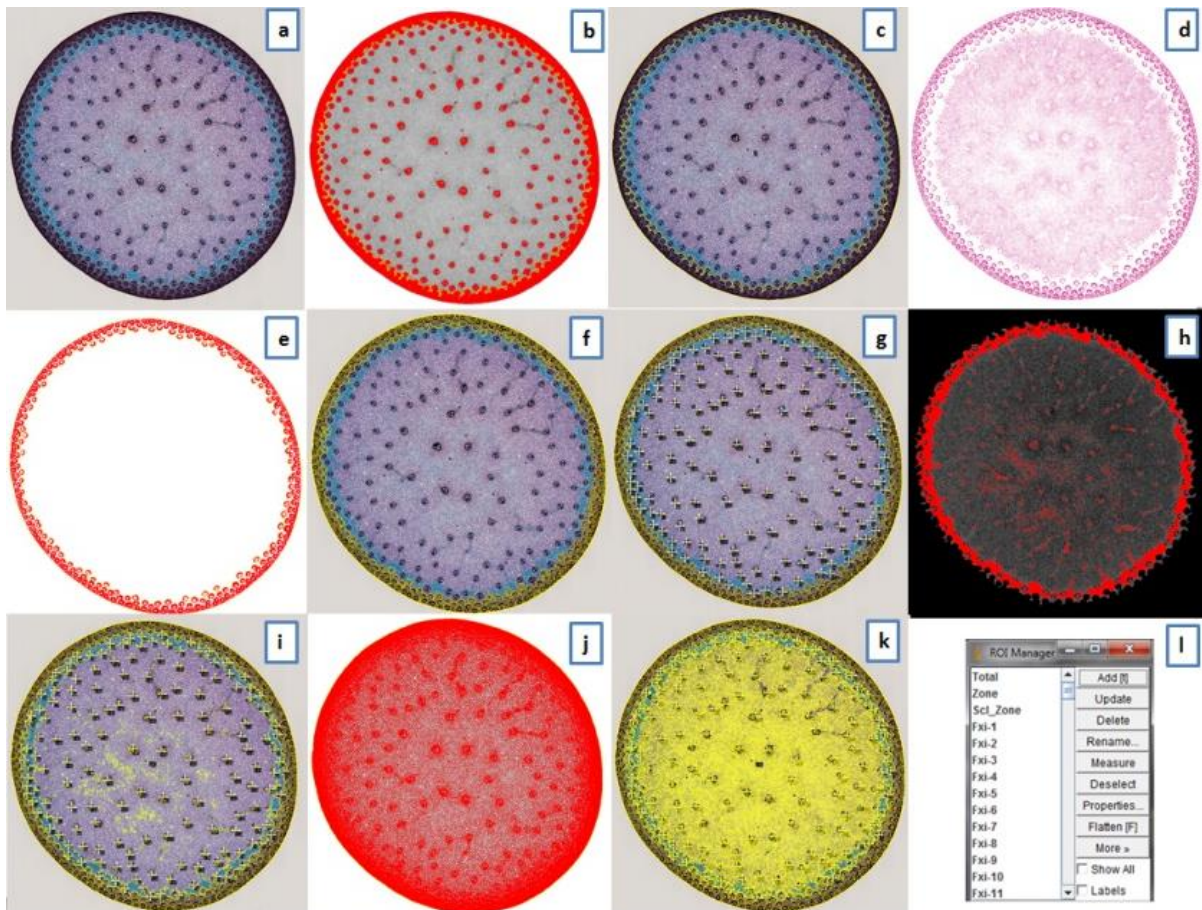 a
b
c
d
e
f
g
h
i
j
k
l
ROI Manager
Total
Zone
Scl_Zone
Fxi-1
Fxi-2
Fxi-3
Fxi-4
Fxi-5
Fxi-6
Fxi-7
Fxi-8
Fxi-9
Fxi-10
Fxi-11
Add [t]
Update
Delete
Rename...
Measure
Deselect
Properties...
Flatten [F]
More »
Show All
Labels